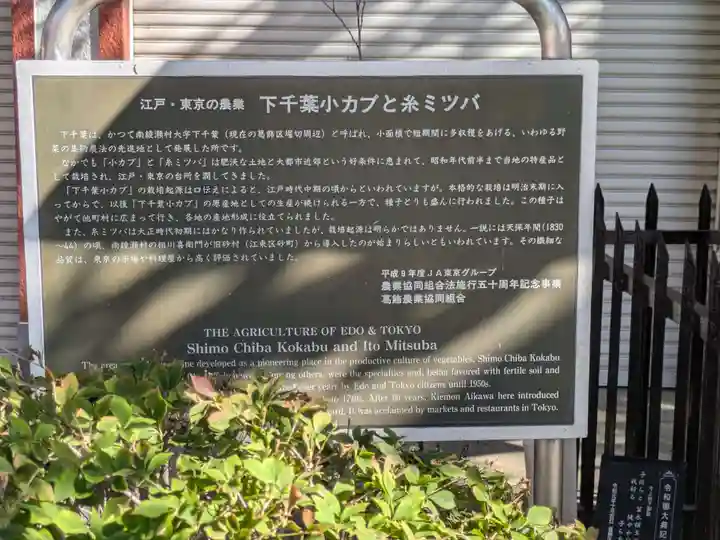 江戸・東京の農業 下千葉小カブと糸ミツバ
下千葉は、かつて南綾瀬村大字下千葉（現在の葛飾区堀切周辺）と呼ばれ、小面積で短期間に多収穫をあげる、いわゆる野
菜の集約農法の先進地として発展した所です。
なかでも「小カブ」と「糸ミツバ」は肥沃な土地と大都市近郊という好条件に恵まれて、昭和年代前半まで当地の特産品と
して栽培され、江戸・東京の台所を潤してきました。
「下千葉小カブ」の栽培起源は口伝えによると、江戸時代中期の頃からといわれていますが、本格的な栽培は明治末期に入
ってからで、以後「下千葉小カブ」の原産地としての生産が続けられる一方で、種子とりも盛んに行われました。この種子は
やがて他町村に広まって行き、各地の産地形成に役立てられました。
また、糸ミツバは大正時代初期にはかなり作られていましたが、栽培起源は明らかではありません。一説には天保年間(1830
～44) の頃、南綾瀬村の相川喜衛門が旧砂村（江東区砂町）から導入したのが始まりらしいともいわれています。その繊細な
品質は、東京の市場や料理屋から高く評価されていました。
平成９年度ＪＡ東京グループ
農業協同組合法施行五十周年記念事業
葛飾農業協同組合
THE AGRICULTURE OF EDO & TOKYO
Shimo Chiba Kokabu and Ito Mitsuba
The area developed as a pioneering place in the productive culture of vegetables. Shimo Chiba Kokabu
among others, were the specialties and, being favored with fertile soil and
by Edo and Tokyo citizens until 1950s.
1760s. After 80 years, Kiemon Aikawa here introduced
It was acclaimed by markets and restaurants in Tokyo.
令和御大典記